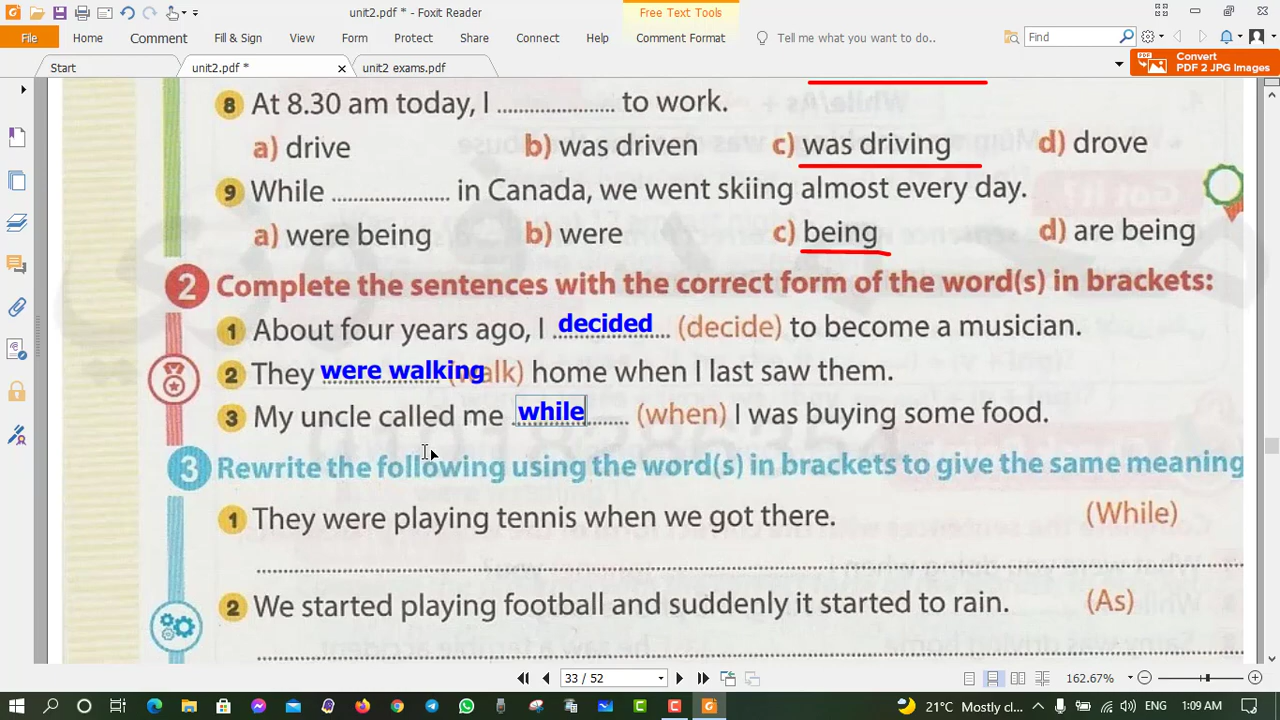 unit2.pdf * - Foxit Reader
Free Text Tools
File Home Comment Fill & Sign View Form Protect Share Connect Help Comment Format Tell me what you want to do.. Find
Start unit2.pdf * unit2 exams.pdf Convert PDF 2 JPG Images
8 At 8.30 am today, I ..................... to work.
a) drive b) was driven c) was driving d) drove
9 While ..................... in Canada, we went skiing almost every day.
a) were being b) were c) being d) are being
2 Complete the sentences with the correct form of the word(s) in brackets:
1 About four years ago, I decided (decide) to become a musician.
2 They were walking (walk) home when I last saw them.
3 My uncle called me while (when) I was buying some food.
3 Rewrite the following using the word(s) in brackets to give the same meaning
1 They were playing tennis when we got there. (While)
2 We started playing football and suddenly it started to rain. (As)
33 / 52 162.67%
21°C Mostly cl... ENG 1:09 AM